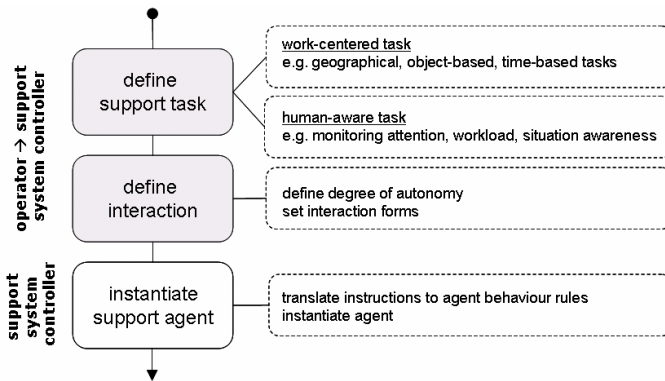 operator → support
system controller
define
support task
work-centered task
e.g. geographical, object-based, time-based tasks
human-aware task
e.g. monitoring attention, workload, situation awareness
define
interaction
define degree of autonomy
set interaction forms
support
system
controller
instantiate
support agent
translate instructions to agent behaviour rules
instantiate agent